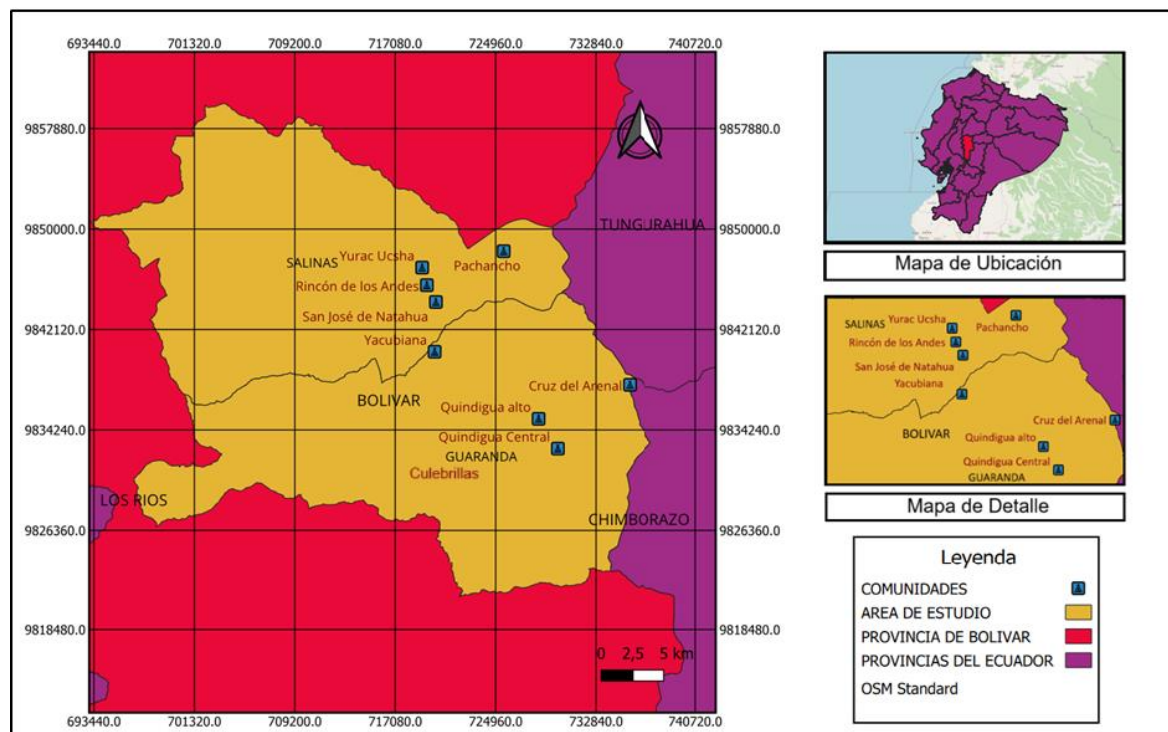 693440.0 701320.0 709200.0 717080.0 724960.0 732840.0 740720.0
9857880.0 9857880.0
TUNGURAHUA
9850000.0 9850000.0
Yurac Ucsha
SALINAS
Pachancho
Rincón de los Andes
San José de Natahua
9842120.0 9842120.0
Yacubiana
Cruz del Arenal
BOLIVAR
Quindigua alto
9834240.0 9834240.0
Quindigua Central
GUARANDA
Culebrillas
LOS RIOS
CHIMBORAZO
9826360.0 9826360.0
9818480.0 9818480.0
0 2,5 5 km
693440.0 701320.0 709200.0 717080.0 724960.0 732840.0 740720.0
Mapa de Ubicación
Yurac Ucsha
SALINAS
Pachancho
Rincón de los Andes
San José de Natahua
Yacubiana
Cruz del Arenal
BOLIVAR
Quindigua alto
Quindigua Central
GUARANDA
Mapa de Detalle
Leyenda
COMUNIDADES
AREA DE ESTUDIO
PROVINCIA DE BOLIVAR
PROVINCIAS DEL ECUADOR
OSM Standard